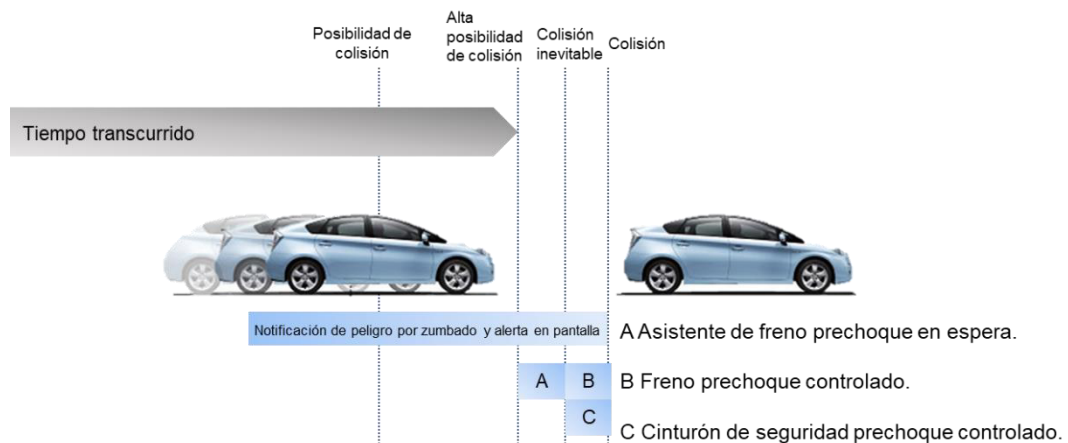 Posibilidad de
colisión
Alta
posibilidad
de colisión
Colisión
inevitable
Colisión
Tiempo transcurrido
Notificación de peligro por zumbado y alerta en pantalla
A Asistente de freno prechoque en espera.
A
B
B Freno prechoque controlado.
C
C Cinturón de seguridad prechoque controlado.